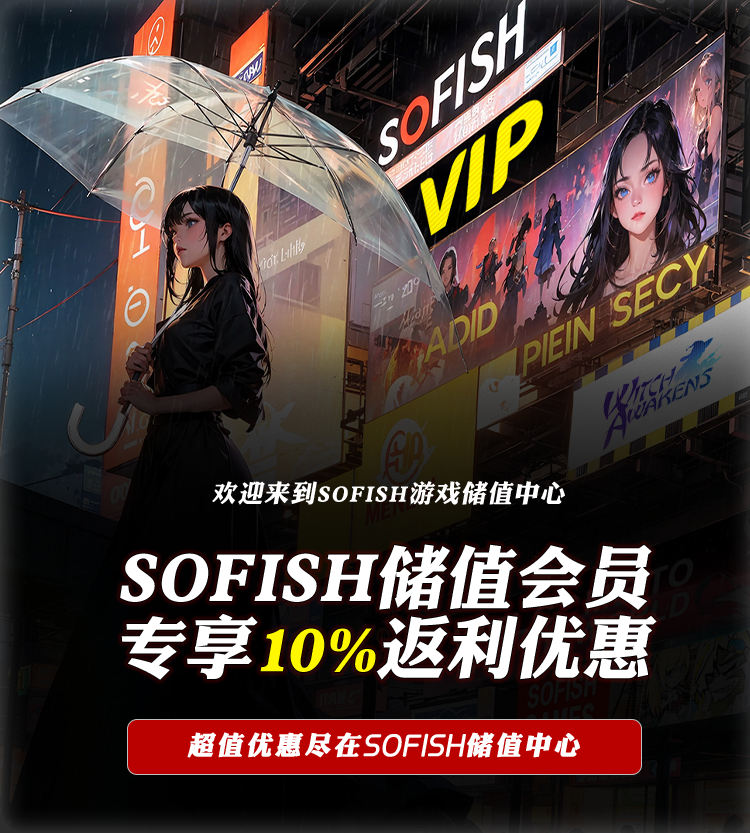 SOFISH
VIP
ADID
PIEIN SECY
WITCH
AWAKENS
欢迎来到SOFISH游戏储值中心
SOFISH储值会员
专享10%返利优惠
SOFISH
超值优惠尽在SOFISH储值中心